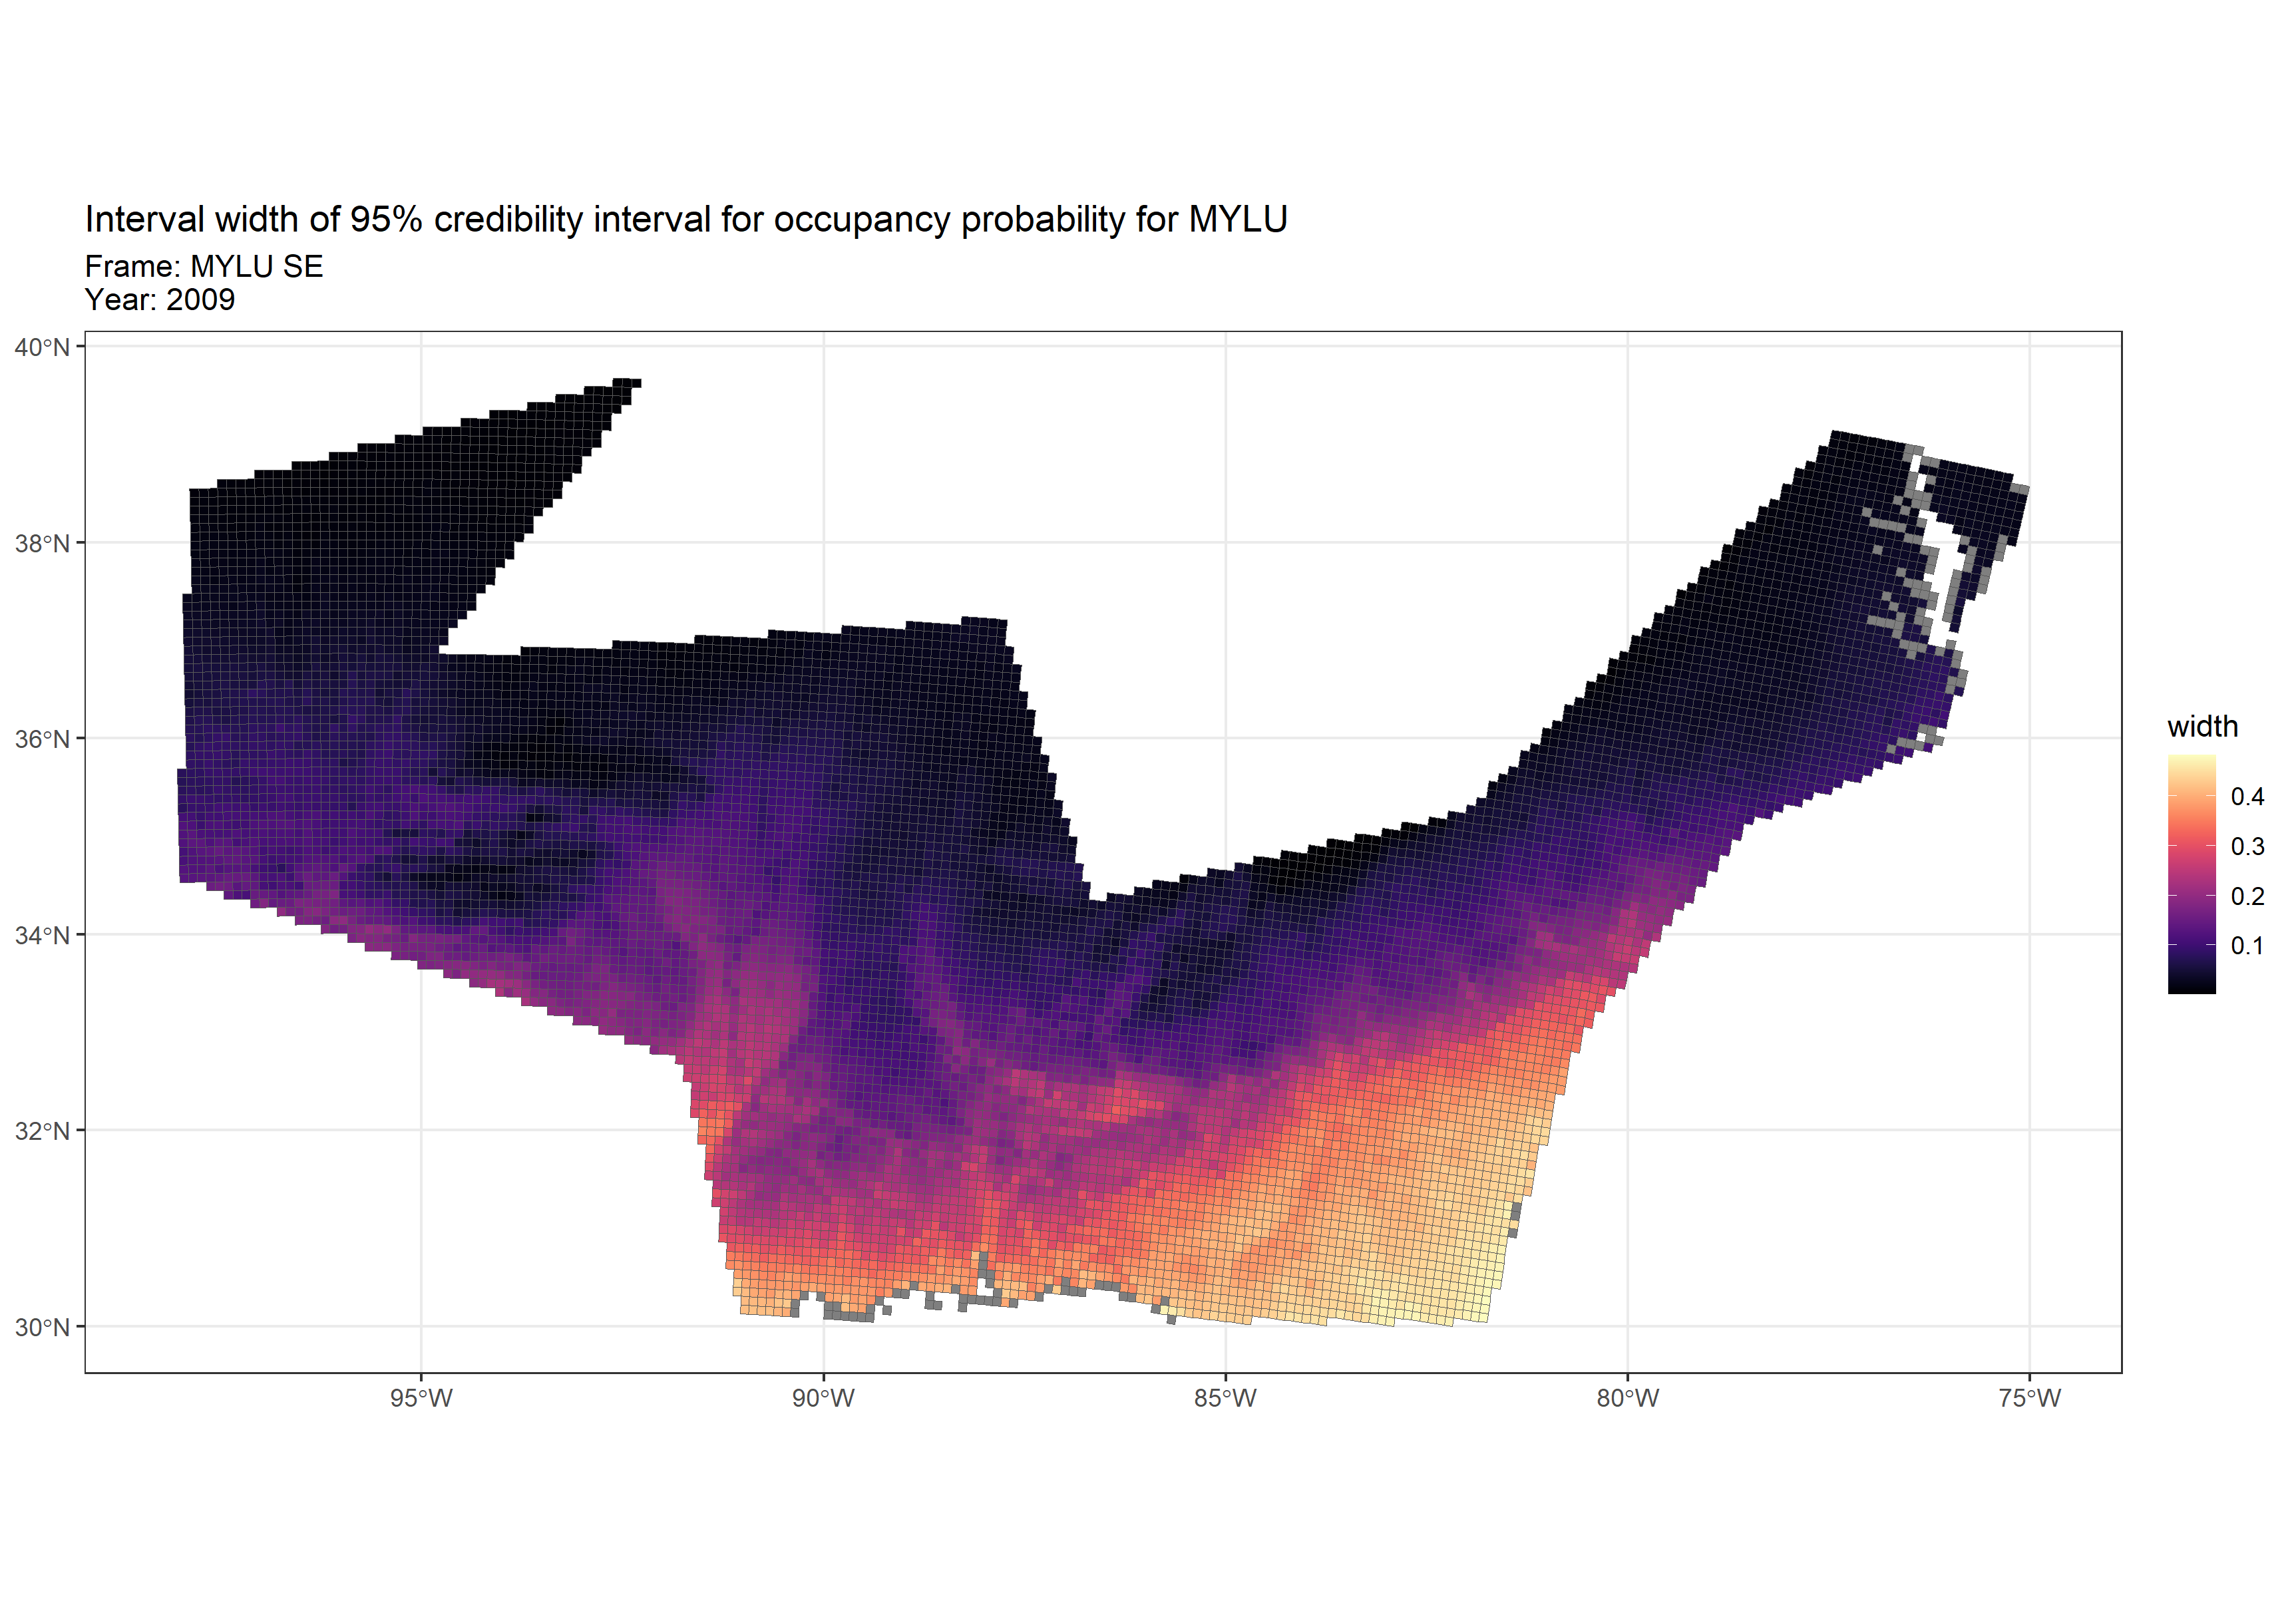 Interval width of 95% credibility interval for occupancy probability for MYLU
Frame: MYLU SE
Year: 2009
40°N
38°N
36°N
34°N
32°N
30°N
95°W
90°W
85°W
80°W
75°W
width
0.4
0.3
0.2
0.1